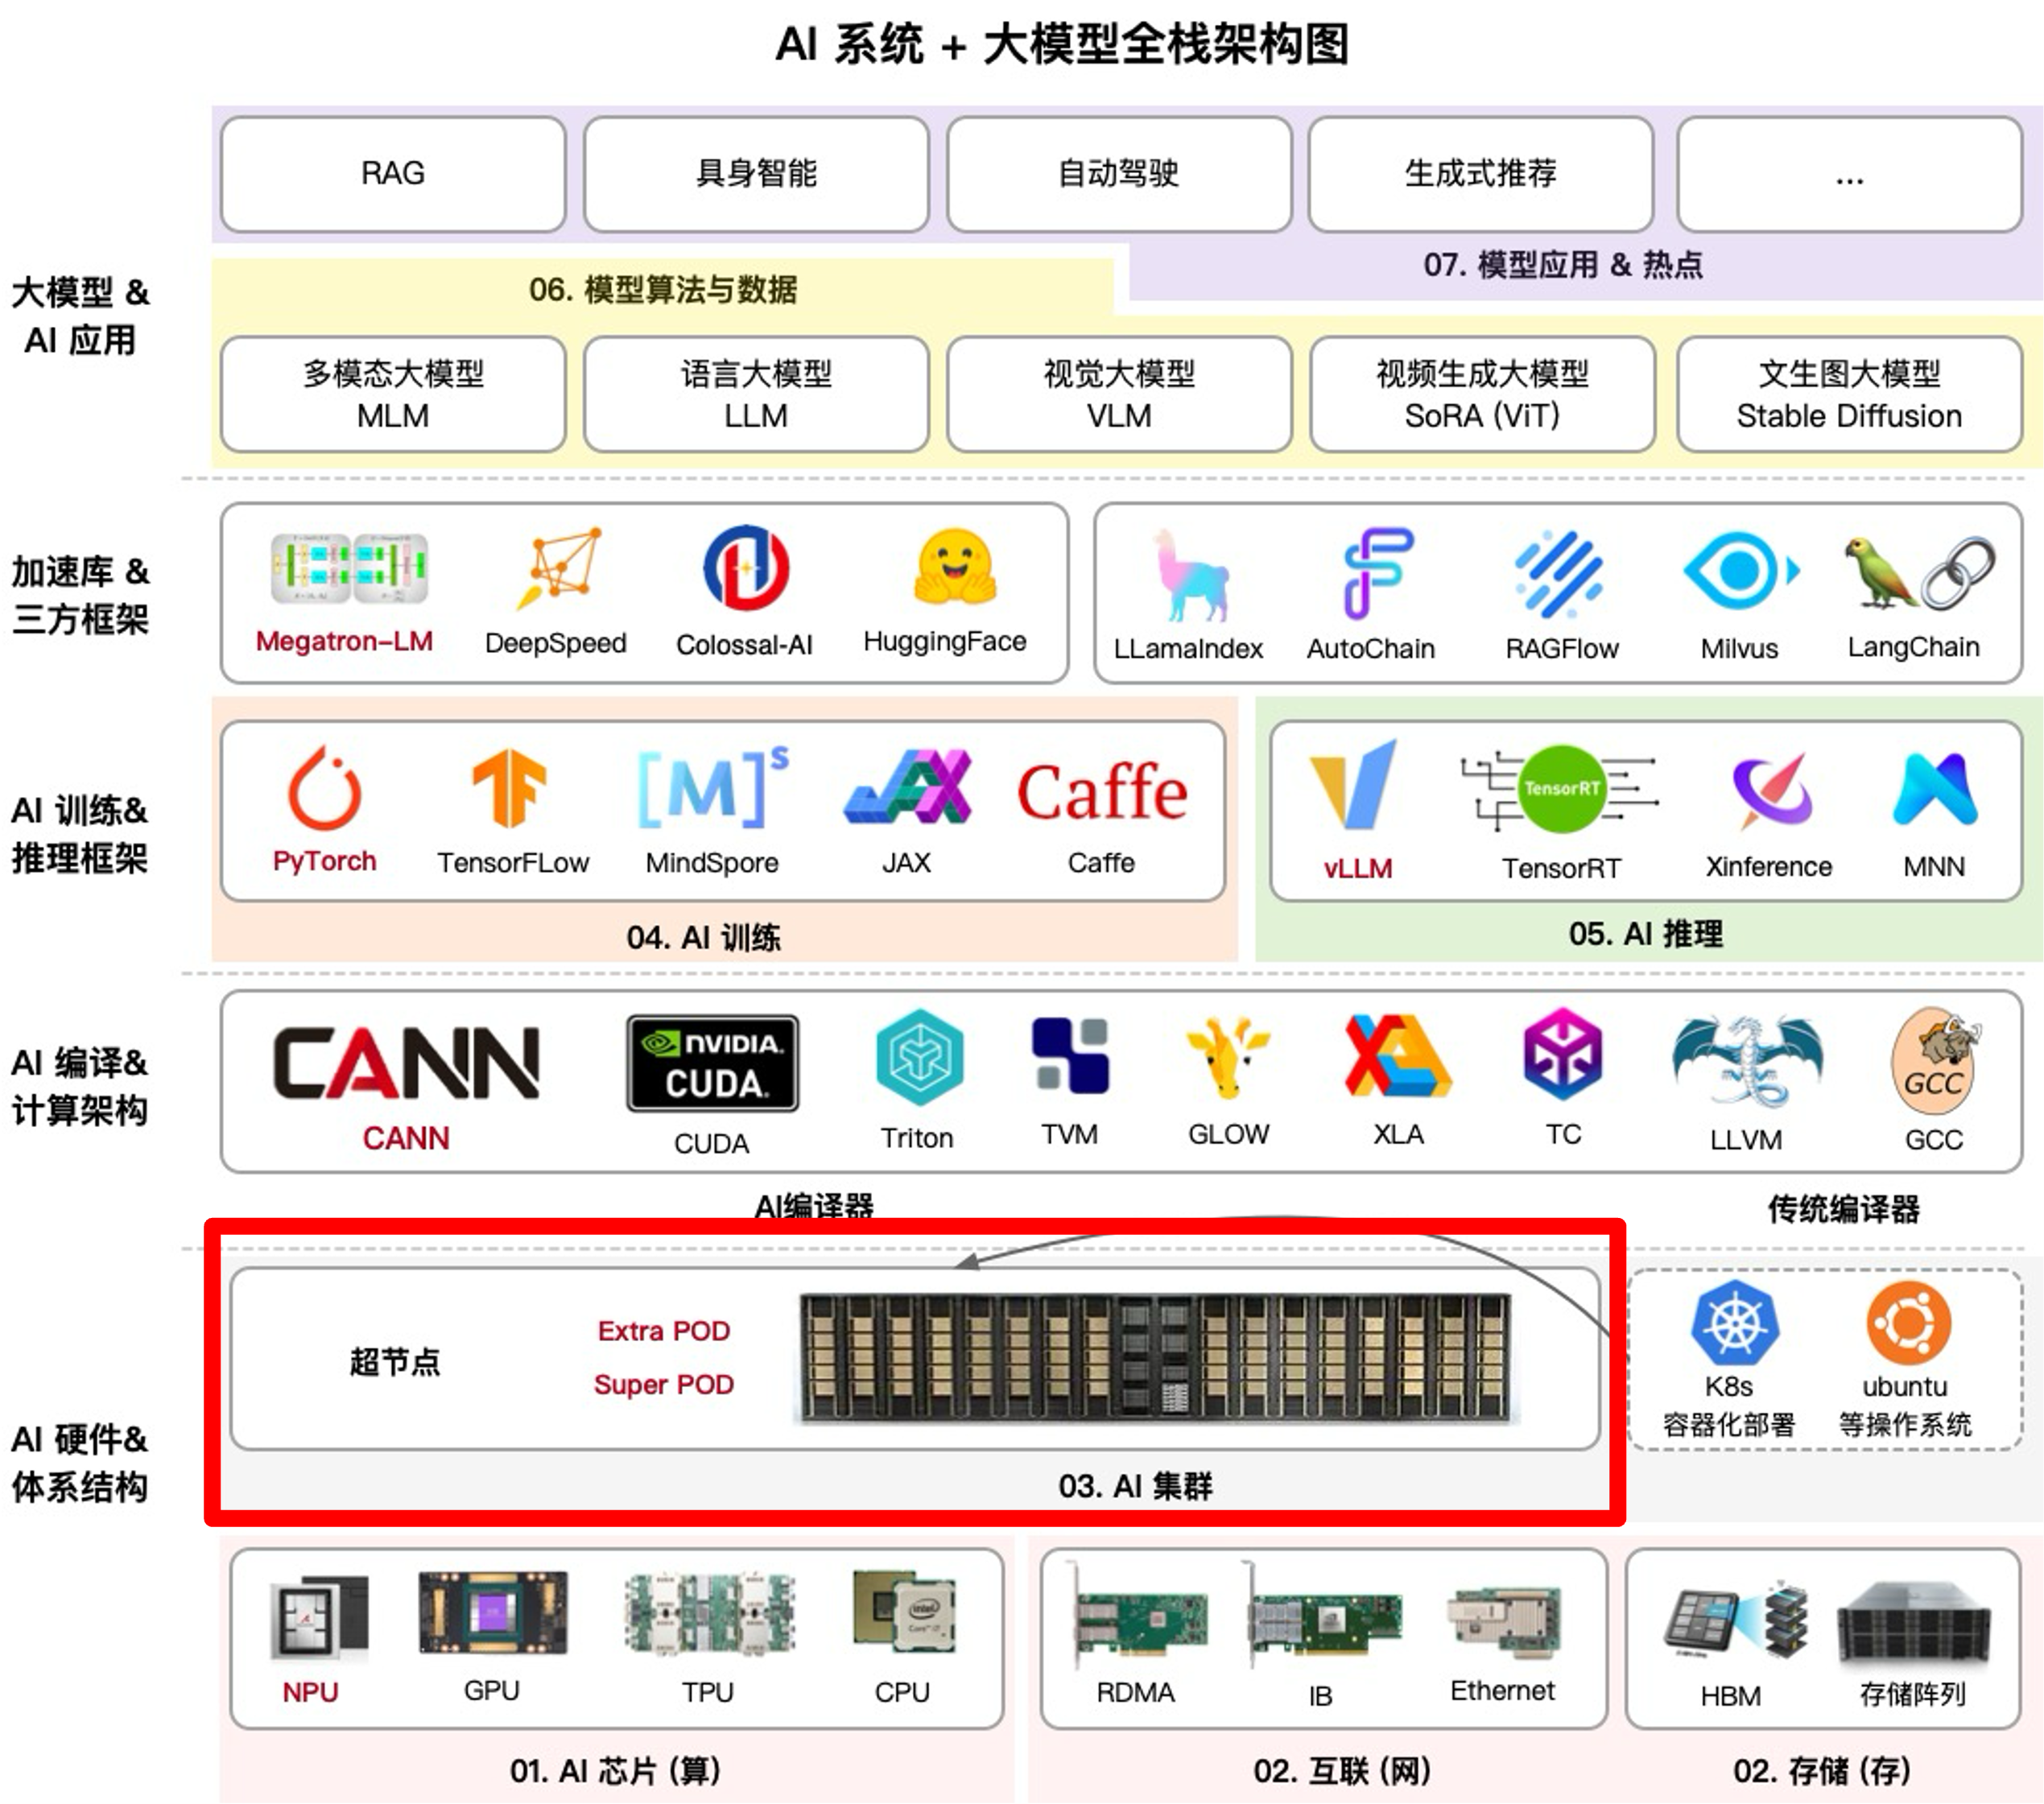 AI 系统 + 大模型全栈架构图
RAG
具身智能
自动驾驶
生成式推荐
...
07. 模型应用 & 热点
大模型 &
AI 应用
06. 模型算法与数据
多模态大模型
MLM
语言大模型
LLM
视觉大模型
VLM
视频生成大模型
SoRA (ViT)
文生图大模型
Stable Diffusion
加速库 &
三方框架
Megatron-LM
DeepSpeed
Colossal-AI
HuggingFace
LLamaIndex
AutoChain
RAGFlow
Milvus
LangChain
AI 训练&
推理框架
[M]s
Caffe
TensorRT
PyTorch
TensorFLow
MindSpore
JAX
Caffe
vLLM
TensorRT
Xinference
MNN
04. AI 训练
05. AI 推理
AI 编译&
计算架构
CANN
NVIDIA.
CUDA.
GCC
CANN
CUDA
Triton
TVM
GLOW
XLA
TC
LLVM
GCC
AI编译器
传统编译器
AI 硬件&
体系结构
超节点
Extra POD
Super POD
K8s
容器化部署
ubuntu
等操作系统
03. AI 集群
intel
NPU
GPU
TPU
CPU
RDMA
IB
Ethernet
HBM
存储阵列
01. AI 芯片 (算)
02. 互联 (网)
02. 存储 (存)